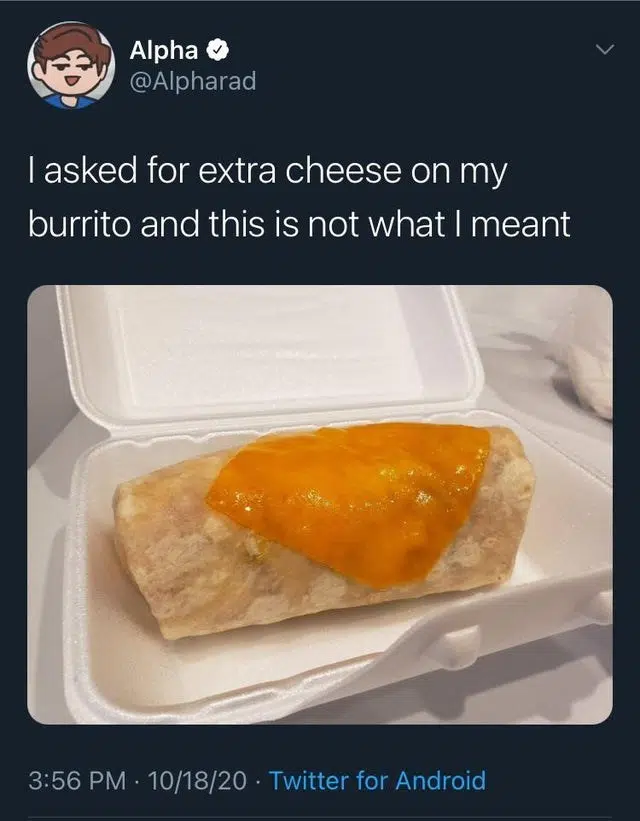 Alpha
@Alpharad
I asked for extra cheese on my
burrito and this is not what I meant
3:56 PM · 10/18/20 · Twitter for Android